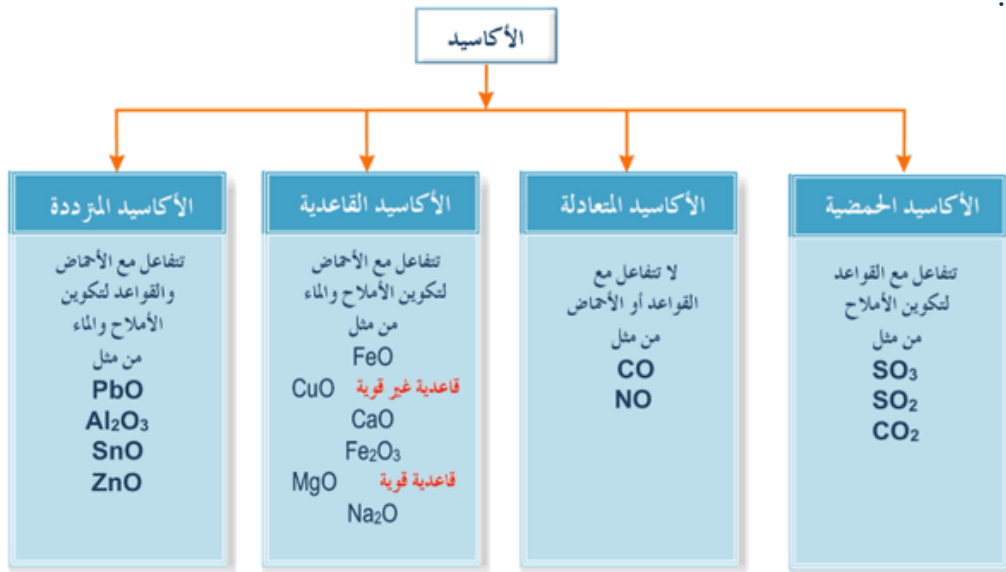 الأكاسيد
الأكاسيد الحمضية
تتفاعل مع القواعد
لتكوين الأملاح
من مثل
SO₃
SO₂
CO₂
الأكاسيد المتعادلة
لا تتفاعل مع
القواعد أو الأحماض
من مثل
CO
NO
الأكاسيد القاعدية
تتفاعل مع الأحماض
لتكوين الأملاح والماء
من مثل
FeO
CuO قاعدية غير قوية
CaO
Fe₂O₃
MgO قاعدية قوية
Na₂O
الأكاسيد المترددة
تتفاعل مع الأحماض
والقواعد لتكوين
الأملاح والماء
من مثل
PbO
Al₂O₃
SnO
ZnO